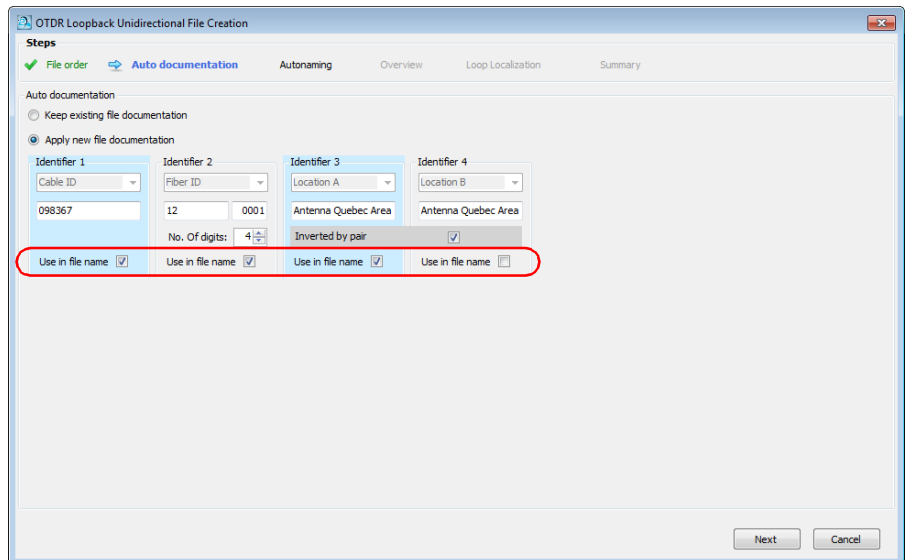 OTDR Loopback Unidirectional File Creation
Steps
File order Auto documentation Autonaming Overview Loop Localization Summary
Auto documentation
Keep existing file documentation
Apply new file documentation
Identifier 1 Identifier 2 Identifier 3 Identifier 4
Cable ID Fiber ID Location A Location B
098367 12 0001 Antenna Quebec Area Antenna Quebec Area
No. Of digits: 4 Inverted by pair
Use in file name Use in file name Use in file name Use in file name
Next Cancel